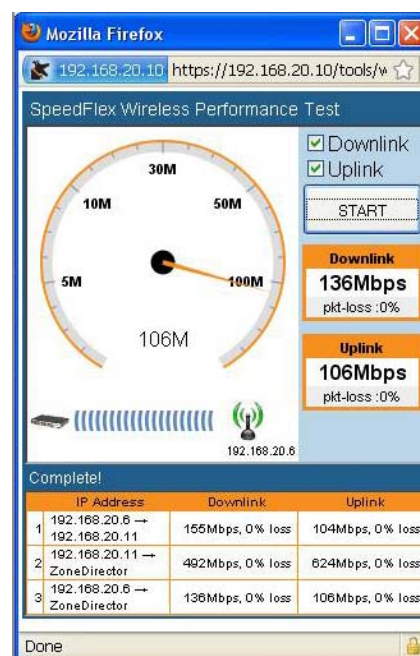 Mozilla Firefox
192.168.20.10 https://192.168.20.10/tools/w
SpeedFlex Wireless Performance Test
Downlink
Uplink
START
30M
10M
50M
5M
100M
106M
Downlink
136Mbps
pkt-loss :0%
Uplink
106Mbps
pkt-loss :0%
192.168.20.6
Complete!
IP Address Downlink Uplink
1 192.168.20.6 → 192.168.20.11 155Mbps, 0% loss 104Mbps, 0% loss
2 192.168.20.11 → ZoneDirector 492Mbps, 0% loss 624Mbps, 0% loss
3 192.168.20.6 → ZoneDirector 136Mbps, 0% loss 106Mbps, 0% loss
Done